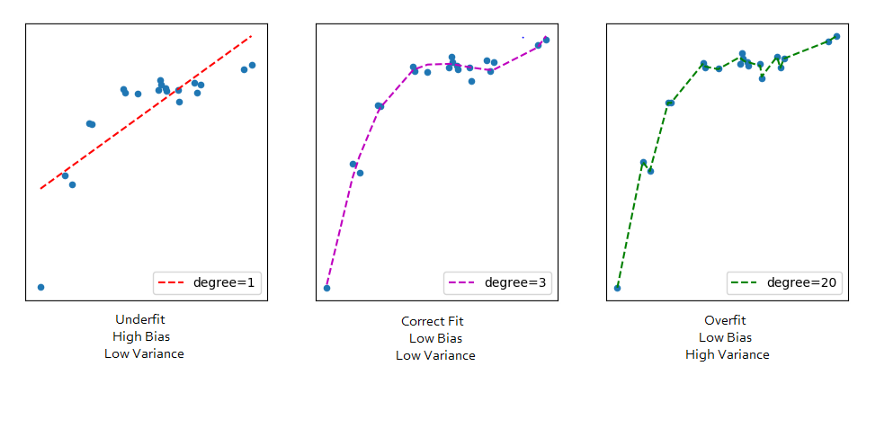 degree=1
degree=3
degree=20
Underfit
High Bias
Low Variance
Correct Fit
Low Bias
Low Variance
Overfit
Low Bias
High Variance